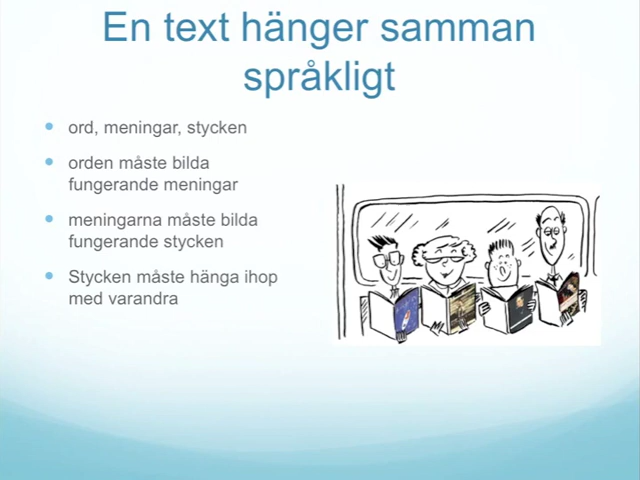 En text hänger samman
språkligt
ord, meningar, stycken
orden måste bilda
fungerande meningar
meningarna måste bilda
fungerande stycken
Stycken måste hänga ihop
med varandra